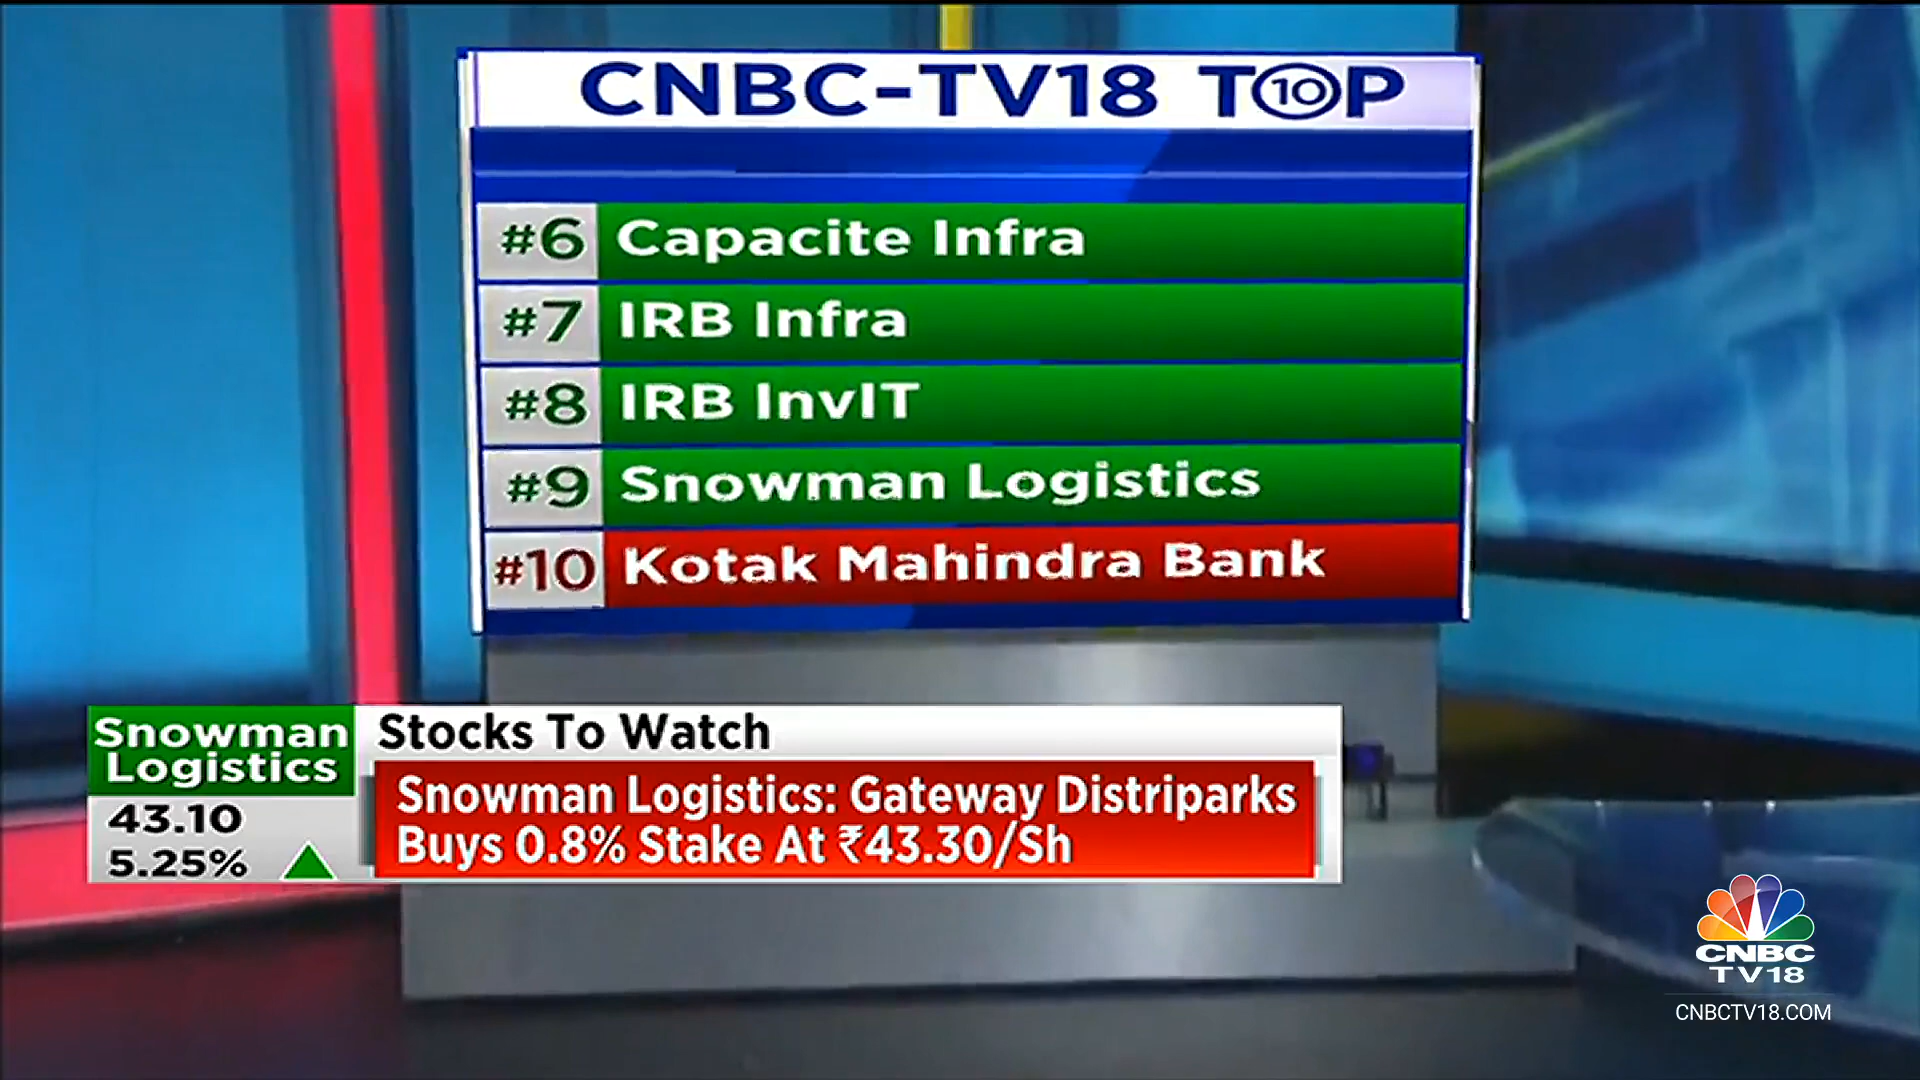 CNBC-TV18 T10P
#6 Capacite Infra
#7 IRB Infra
#8 IRB InvIT
#9 Snowman Logistics
#10 Kotak Mahindra Bank
Snowman
Logistics
43.10
5.25%
Stocks To Watch
Snowman Logistics: Gateway Distriparks
Buys 0.8% Stake At ₹43.30/Sh
CNBC
TV18
CNBCTV18.COM